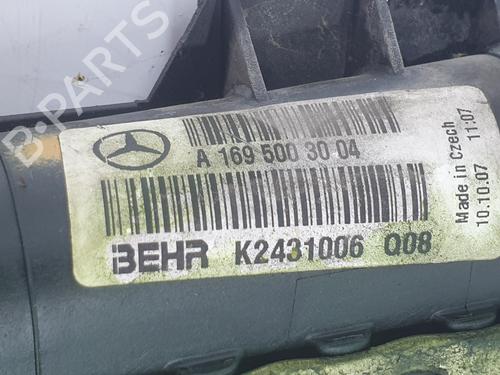 B-PARTS
A 169 500 30 04
BEHR K2431006 Q08
Made in Czech
10.10.07 11:07